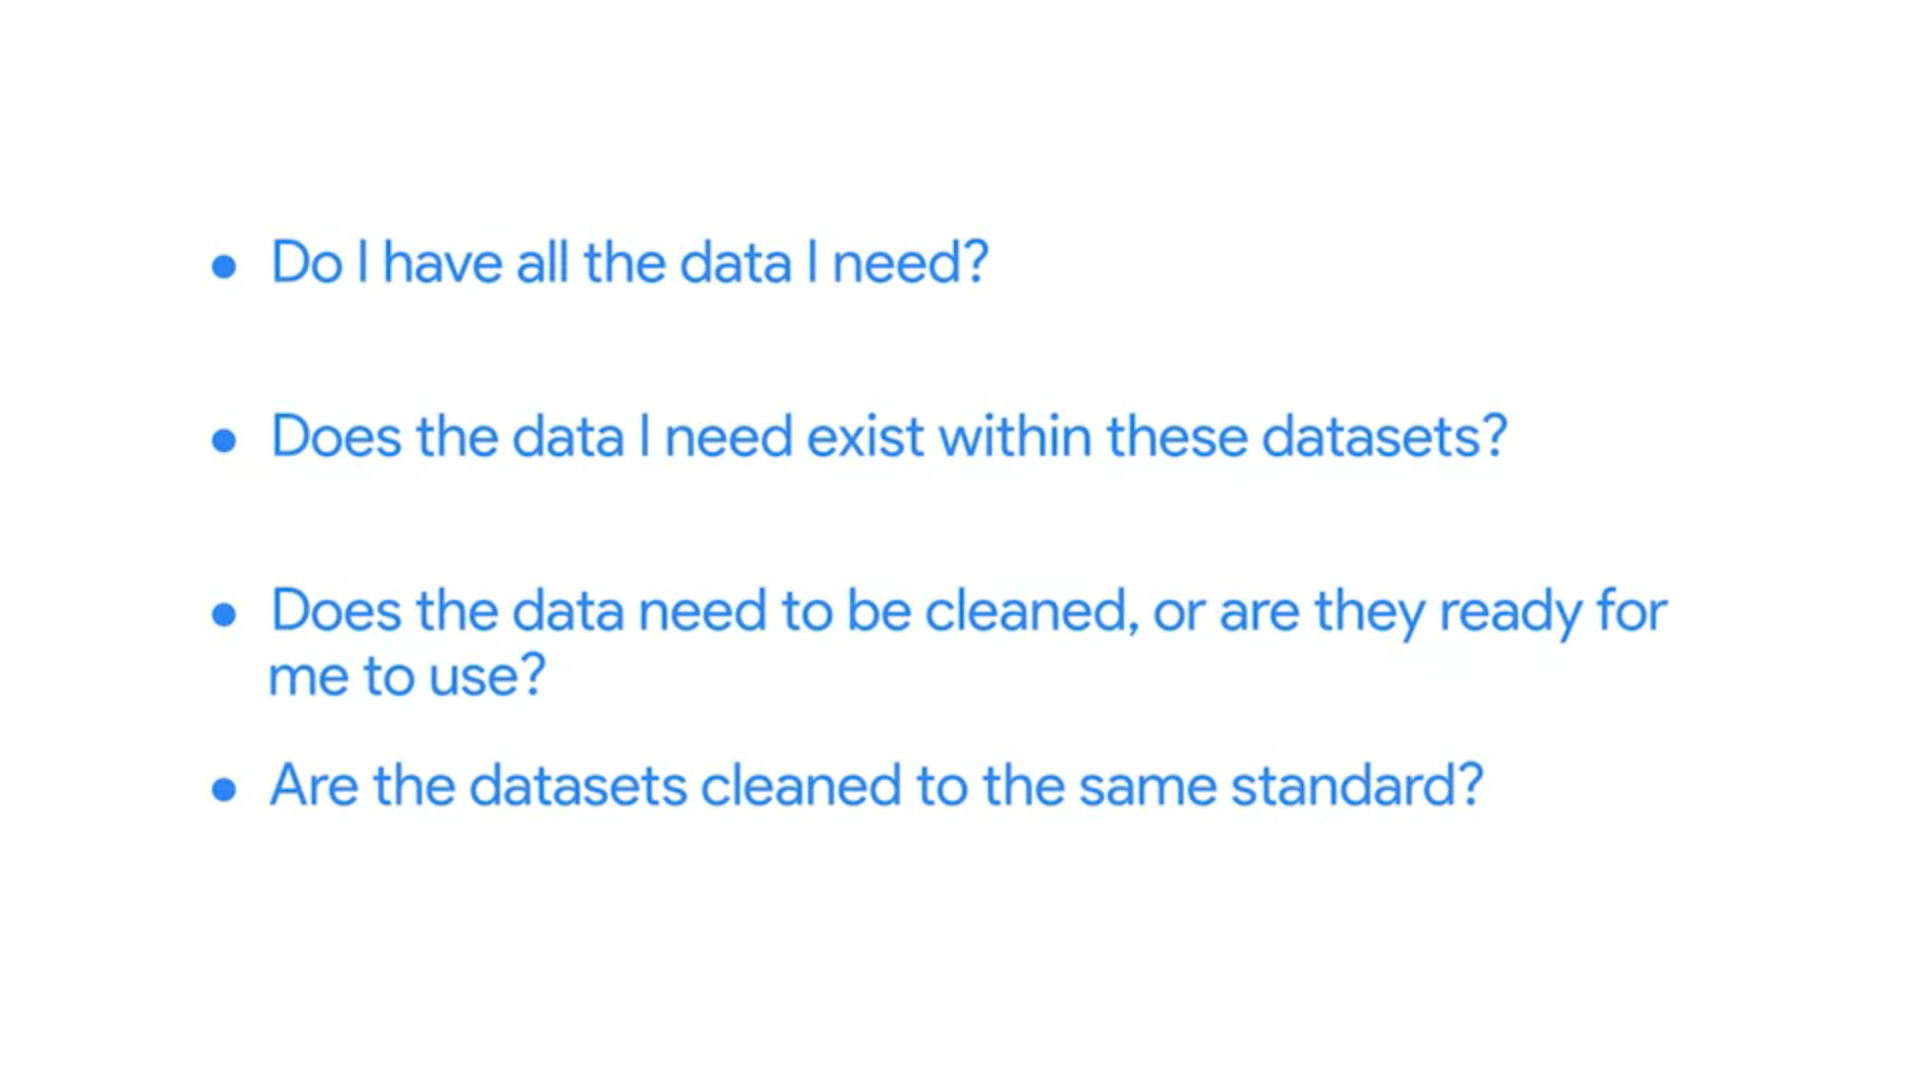 ● Do I have all the data I need?
● Does the data I need exist within these datasets?
● Does the data need to be cleaned, or are they ready for
me to use?
● Are the datasets cleaned to the same standard?